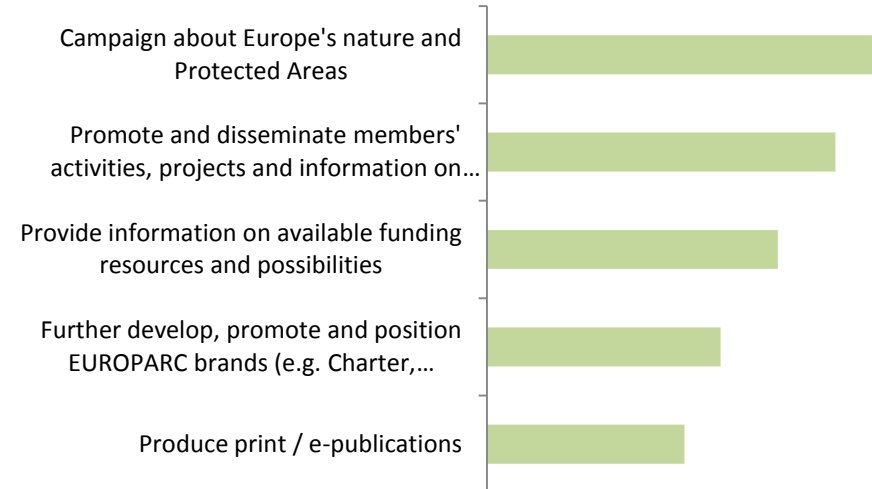 Campaign about Europe's nature and
Protected Areas
Promote and disseminate members'
activities, projects and information on…
Provide information on available funding
resources and possibilities
Further develop, promote and position
EUROPARC brands (e.g. Charter,…
Produce print / e-publications